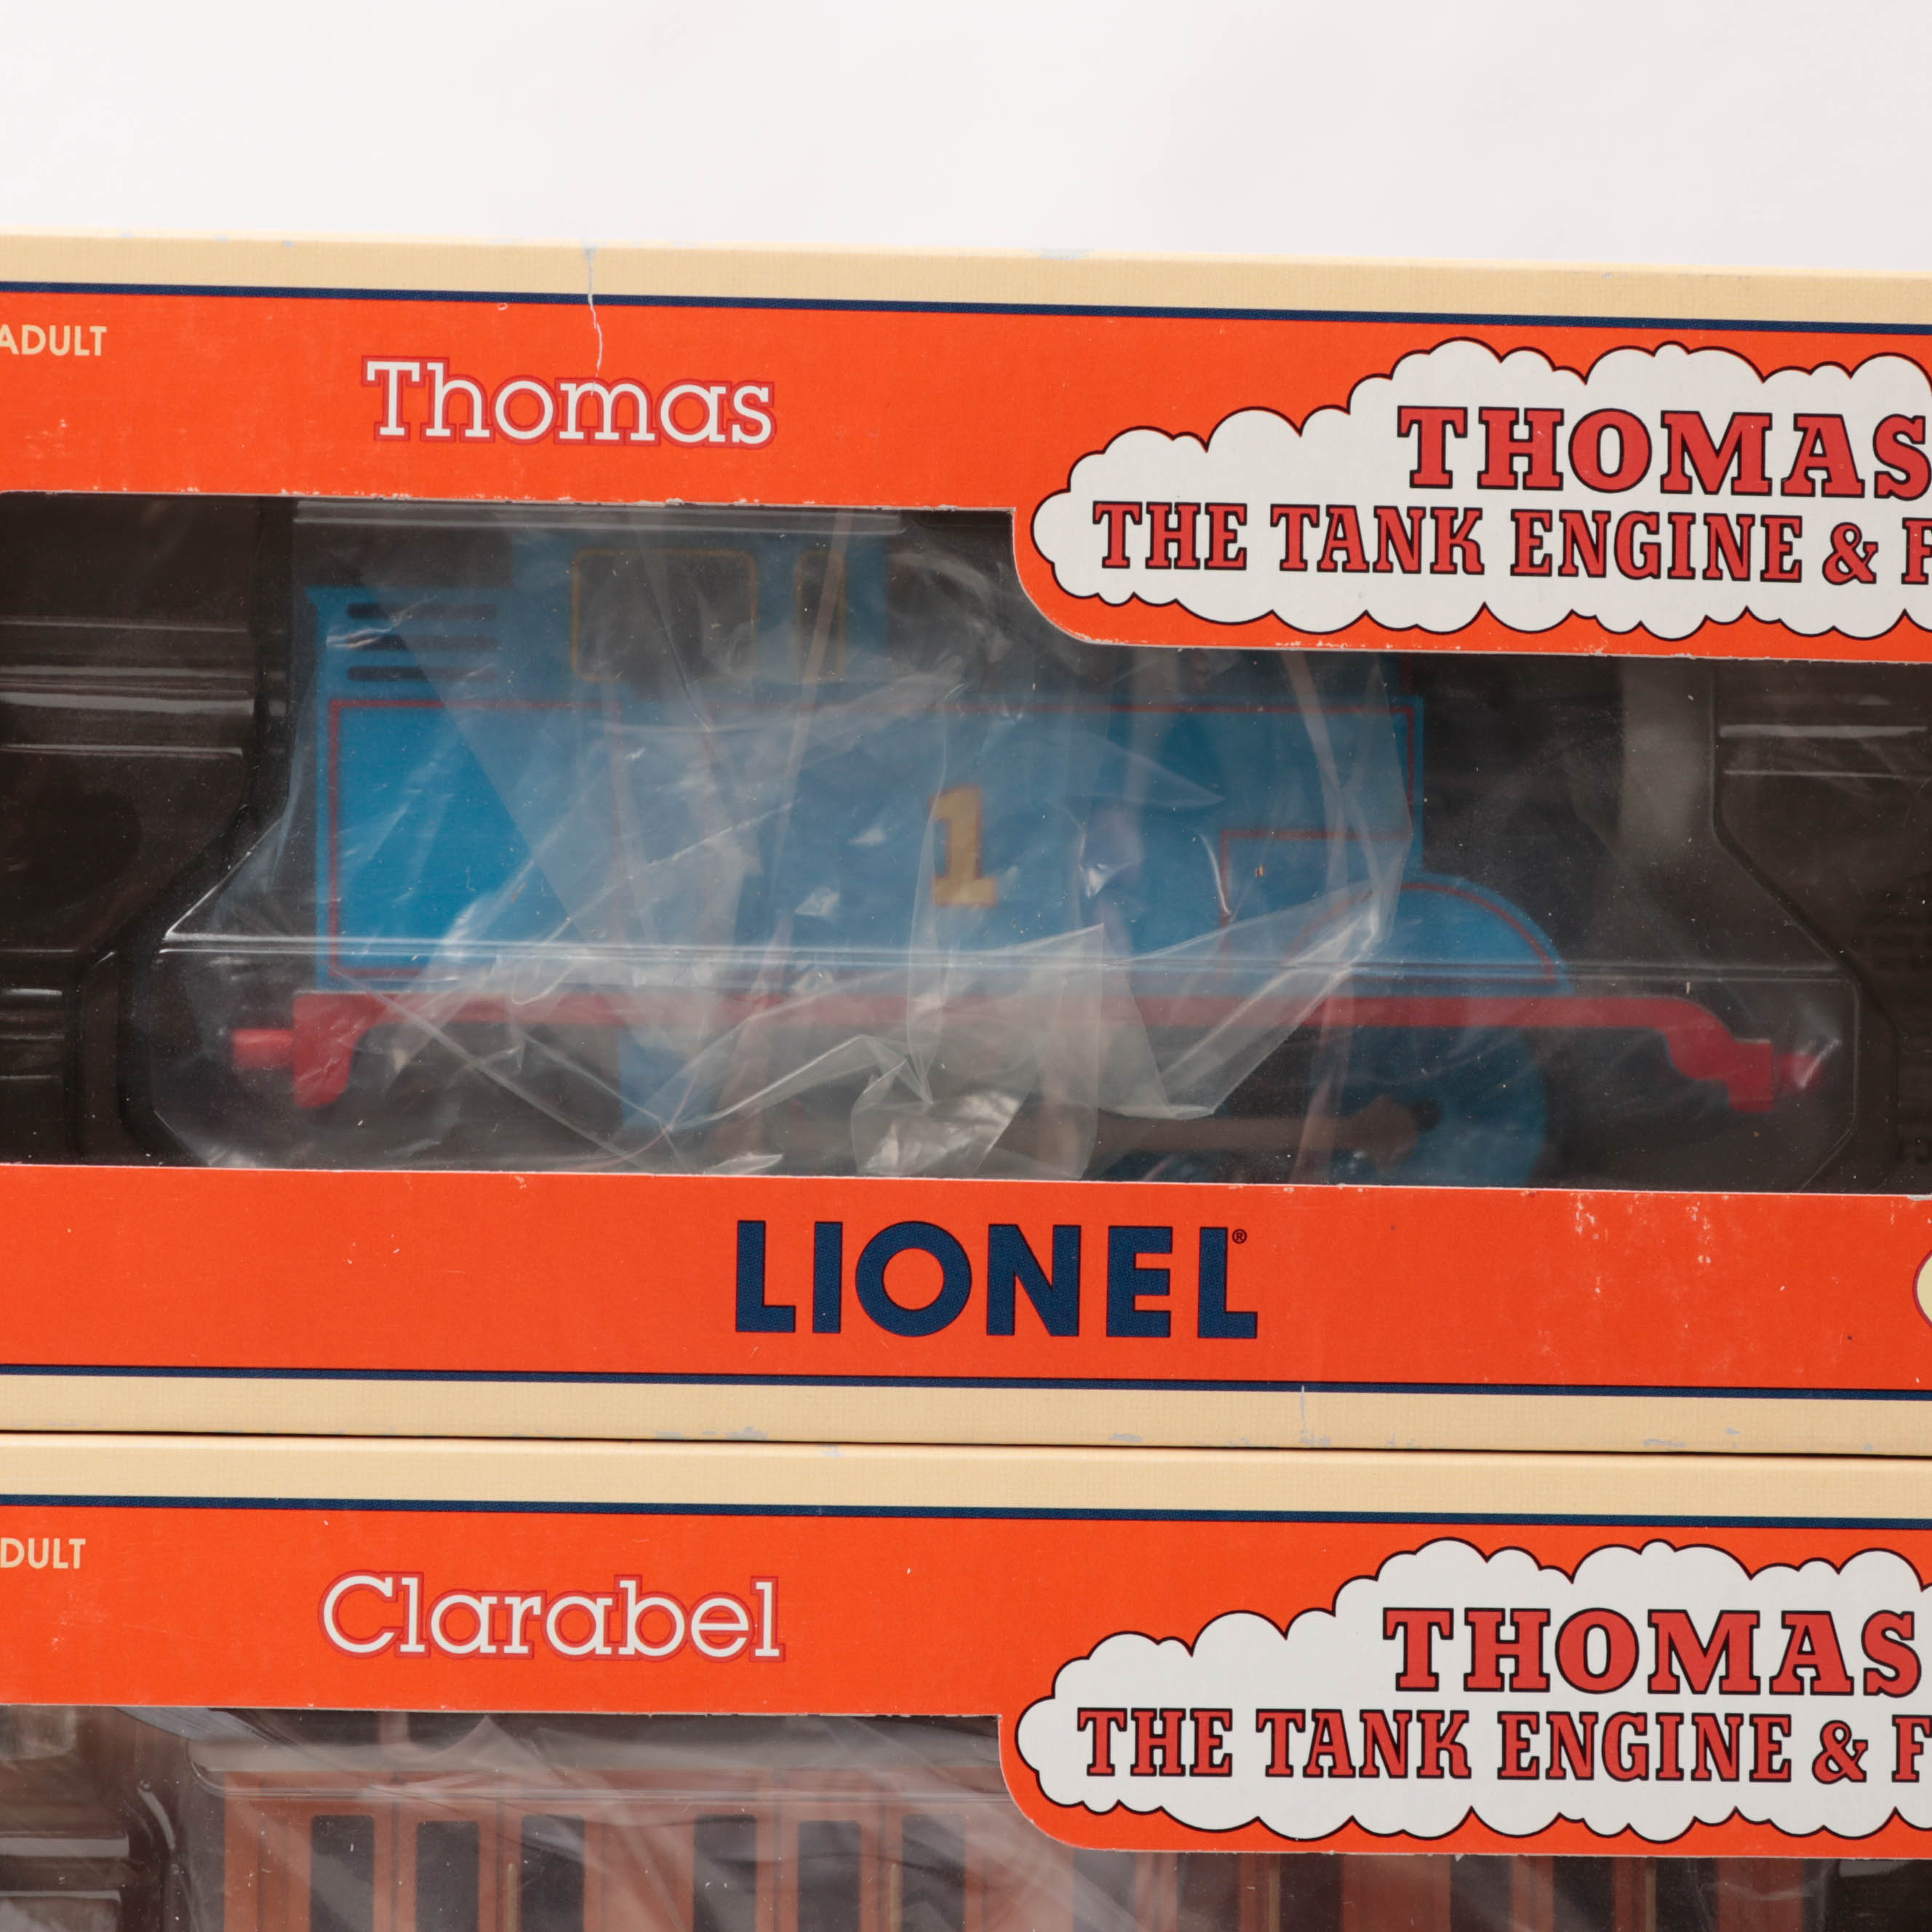 ADULT
Thomas
THOMAS
THE TANK ENGINE & F
1
LIONEL®
DULT
Clarabel
THOMAS
THE TANK ENGINE & F